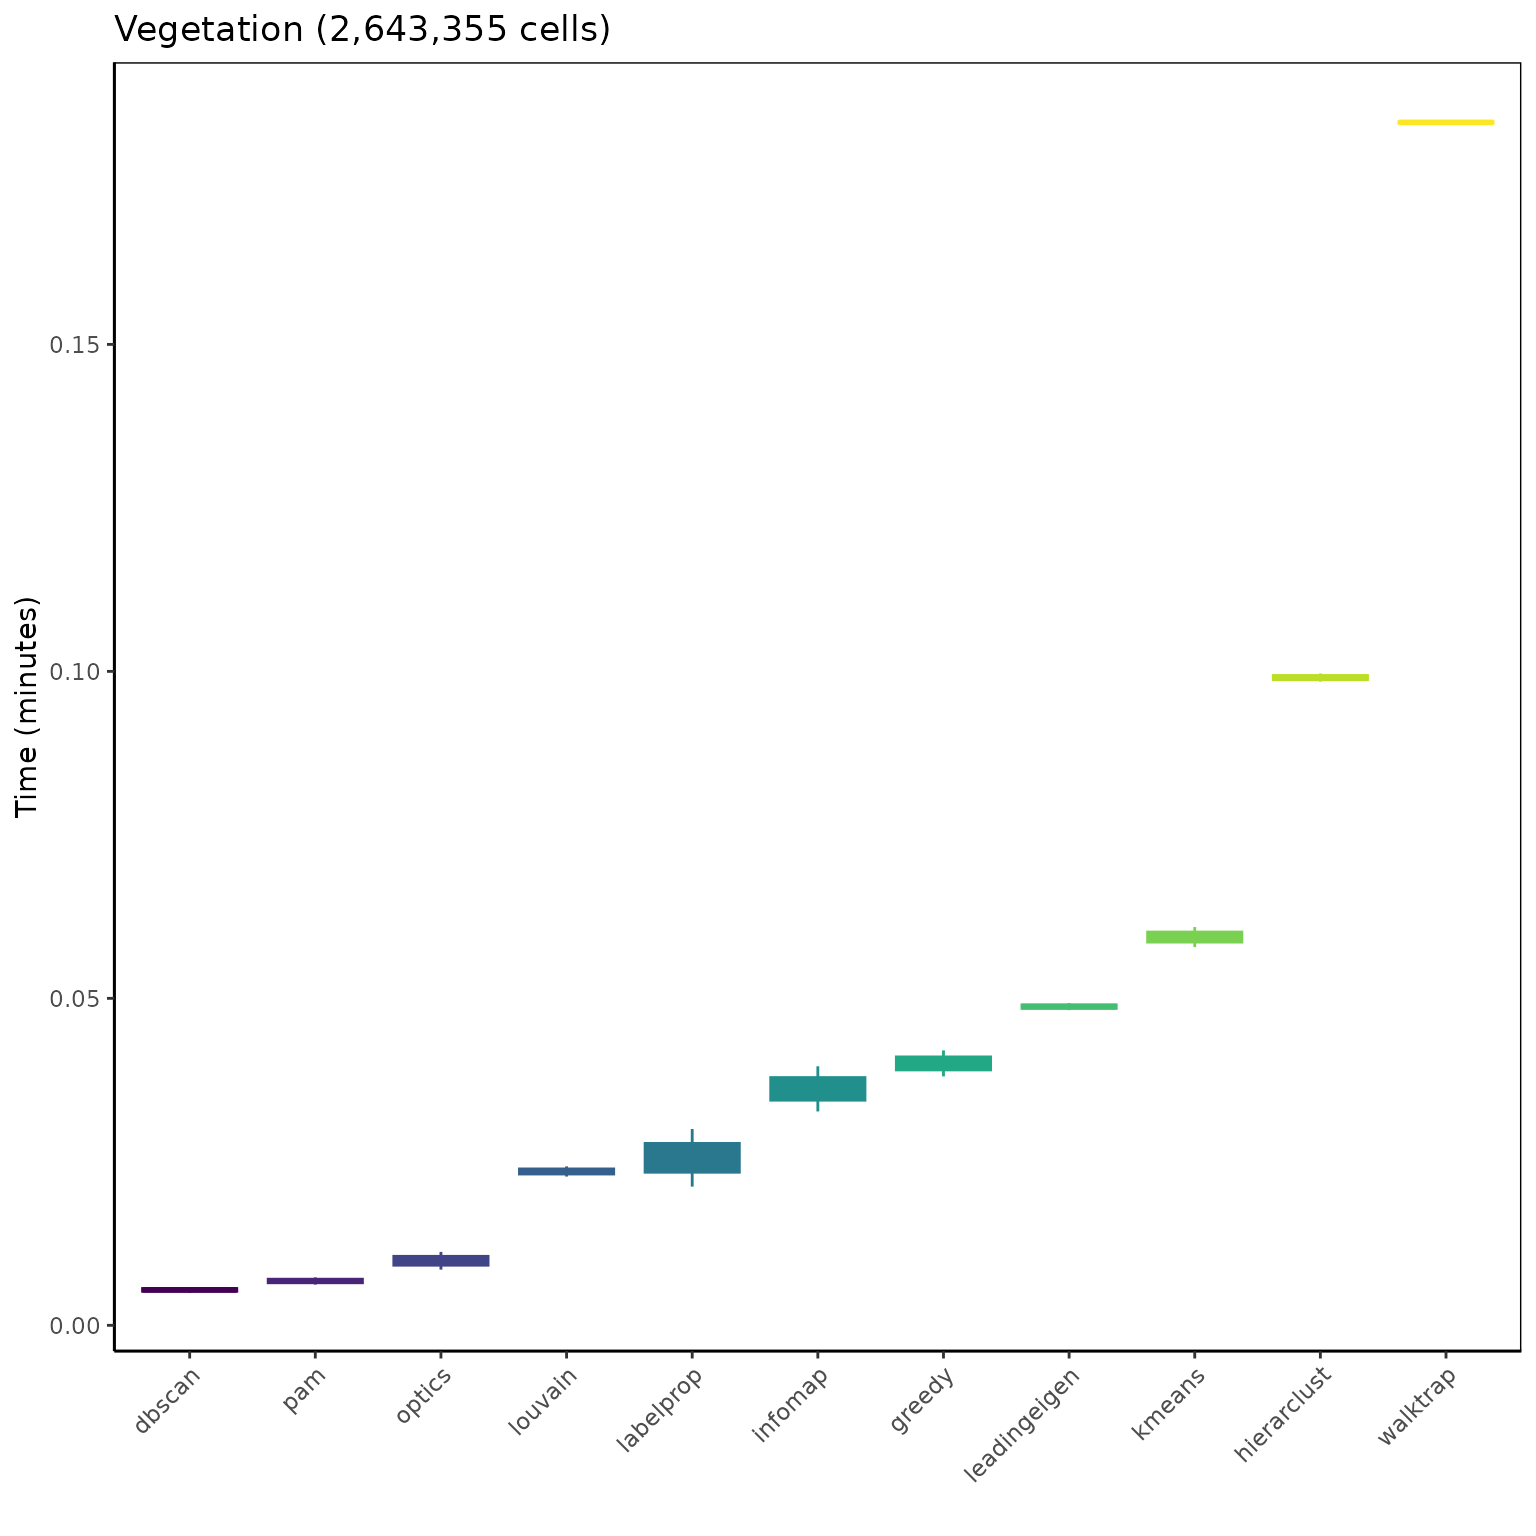 Vegetation (2,643,355 cells)
Time (minutes)
0.15
0.10
0.05
0.00
dbscan
pam
optics
louvain
labelprop
infomap
greedy
leadingeigen
kmeans
hierarclust
walktrap